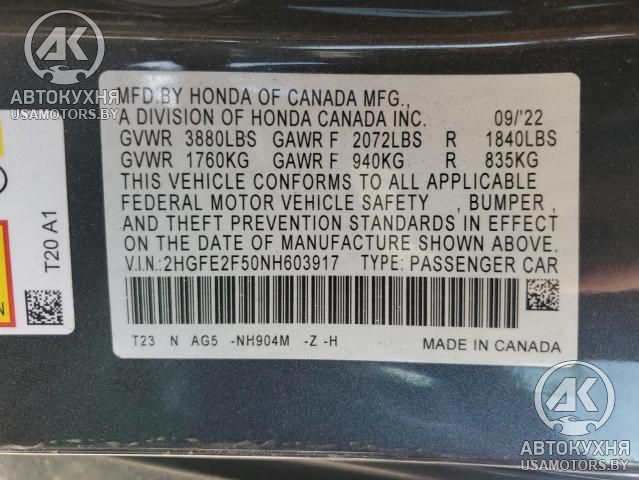 АК
АВТОКУХНЯ
USAMOTORS.BY
MFD.BY HONDA OF CANADA MFG.,
A DIVISION OF HONDA CANADA INC. 09/'22
GVWR 3880LBS GAWR F 2072LBS R 1840LBS
GVWR 1760KG GAWR F 940KG R 835KG
THIS VEHICLE CONFORMS TO ALL APPLICABLE
FEDERAL MOTOR VEHICLE SAFETY , BUMPER ,
AND THEFT PREVENTION STANDARDS IN EFFECT
ON THE DATE OF MANUFACTURE SHOWN ABOVE.
V.I.N.:2HGFE2F50NH603917 TYPE: PASSENGER CAR
T23 N AG5 -NH904M -Z -H MADE IN CANADA
T20 A1
АК
АВТОКУХНЯ
USAMOTORS.BY